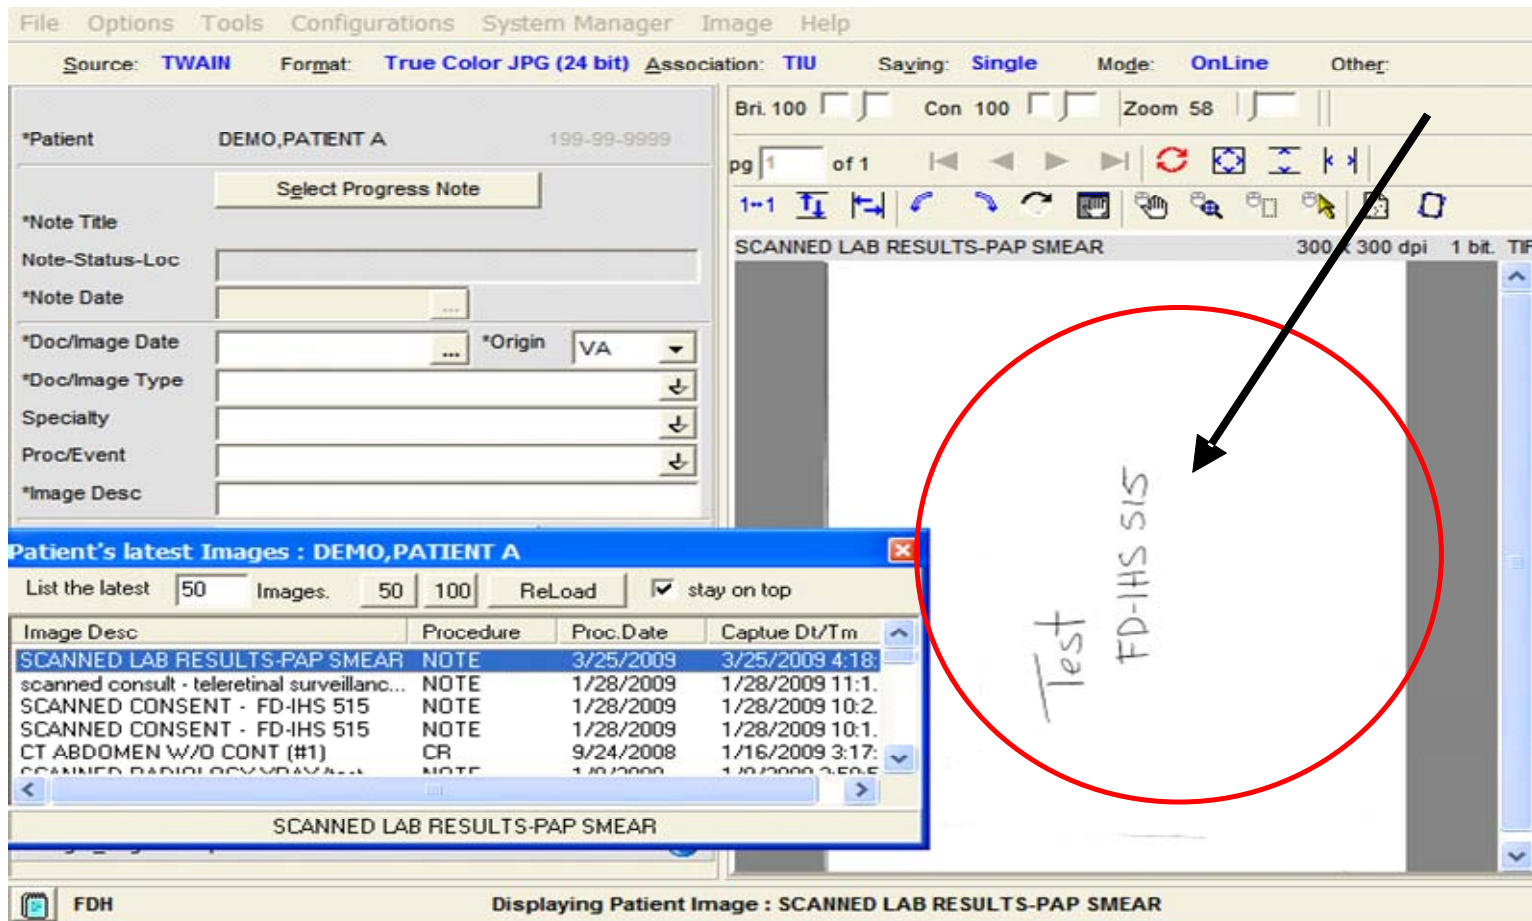 File Options Tools Configurations System Manager Image Help
Source: TWAIN Format: True Color JPG (24 bit) Association: TIU Saving: Single Mode: OnLine Other:
Bri. 100 Con 100 Zoom 58
*Patient DEMO,PATIENT A 199-99-9999
pg 1 of 1
Select Progress Note
1--1
*Note Title
SCANNED LAB RESULTS-PAP SMEAR 300 x 300 dpi 1 bit. TIF
Note-Status-Loc
*Note Date ...
*Doc/Image Date ... *Origin VA
*Doc/Image Type
Specialty
Proc/Event
*Image Desc
Test
FD-IHS 515
Patient's latest Images : DEMO,PATIENT A
List the latest 50 Images. 50 100 ReLoad stay on top
Image Desc Procedure Proc.Date Captue Dt/Tm
SCANNED LAB RESULTS-PAP SMEAR NOTE 3/25/2009 3/25/2009 4:18:
scanned consult - teleretinal surveillanc... NOTE 1/28/2009 1/28/2009 11:1.
SCANNED CONSENT - FD-IHS 515 NOTE 1/28/2009 1/28/2009 10:2.
SCANNED CONSENT - FD-IHS 515 NOTE 1/28/2009 1/28/2009 10:1.
CT ABDOMEN W/O CONT (#1) CR 9/24/2008 1/16/2009 3:17:
SCANNED RADIOLOGY NOTE
SCANNED LAB RESULTS-PAP SMEAR
FDH Displaying Patient Image : SCANNED LAB RESULTS-PAP SMEAR